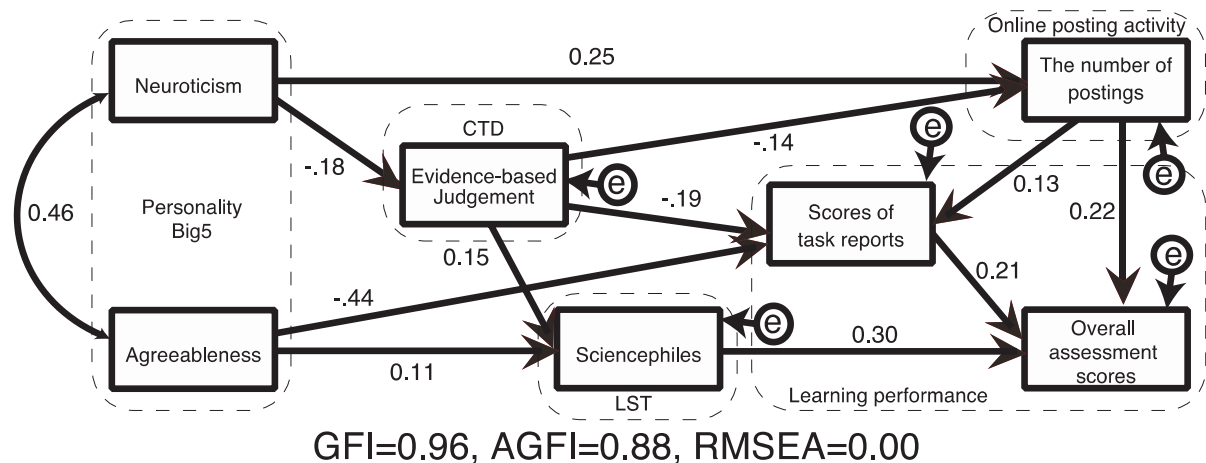 Online posting activity
Neuroticism
0.25
The number of
postings
CTD
e
-.14
-.18
Evidence-based
Judgement
e
e
0.46
Personality
Big5
-.19
Scores of
task reports
0.13
0.22
0.15
e
-.44
0.21
e
Agreeableness
0.11
Sciencephiles
0.30
Overall
assessment
scores
LST
Learning performance
GFI=0.96, AGFI=0.88, RMSEA=0.00